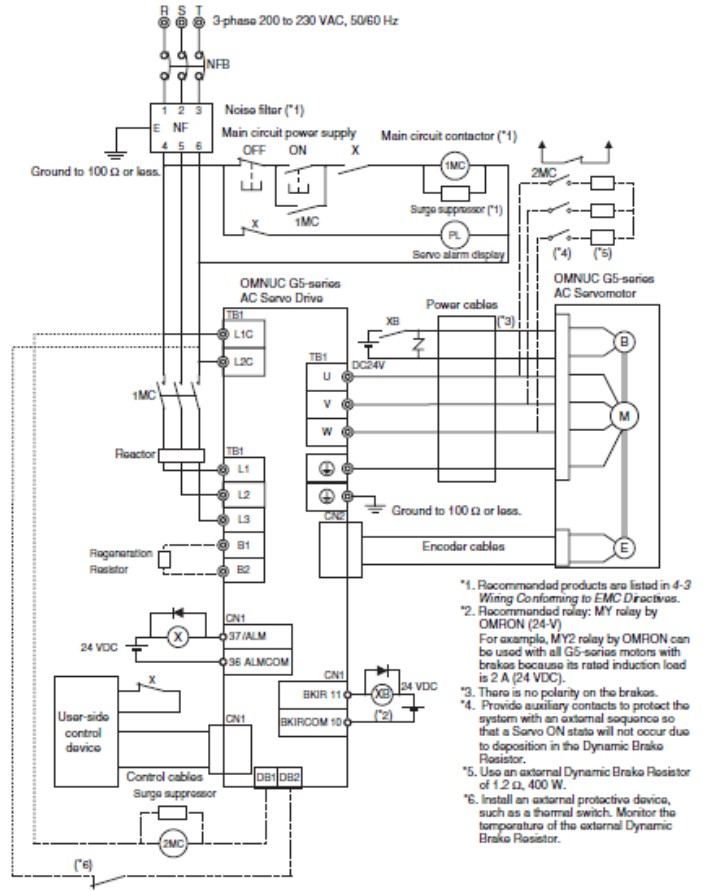 R S T
3-phase 200 to 230 VAC, 50/60 Hz
NFB
1 2 3
E NF
4 5 6
Noise filter (*1)
Main circuit power supply
OFF ON X
Main circuit contactor (*1)
1MC
Surge suppressor (*1)
1MC
X
PL
Servo alarm display
Ground to 100 Ω or less.
2MC
(*4) (*5)
OMNUC G5-series
AC Servo Drive
OMNUC G5-series
AC Servomotor
Power cables
XB
(*3)
DC24V
B
M
E
TB1
L1C
L2C
TB1
U
V
W
1MC
Reactor
TB1
L1
L2
L3
B1
B2
Regeneration
Resistor
Ground to 100 Ω or less.
CN2
Encoder cables
CN1
37 /ALM
36 ALMCOM
X
24 VDC
CN1
BKIR 11
BKIRCOM 10
XB
24 VDC
(*2)
X
User-side
control
device
CN1
Control cables
DB1 DB2
Surge suppressor
2MC
(*6)
*1. Recommended products are listed in 4-3
Wiring Conforming to EMC Directives.
*2. Recommended relay: MY relay by
OMRON (24-V)
For example, MY2 relay by OMRON can
be used with all G5-series motors with
brakes because its rated induction load
is 2 A (24 VDC).
*3. There is no polarity on the brakes.
*4. Provide auxiliary contacts to protect the
system with an external sequence so
that a Servo ON state will not occur due
to deposition in the Dynamic Brake
Resistor.
*5. Use an external Dynamic Brake Resistor
of 1.2 Ω, 400 W.
*6. Install an external protective device,
such as a thermal switch. Monitor the
temperature of the external Dynamic
Brake Resistor.